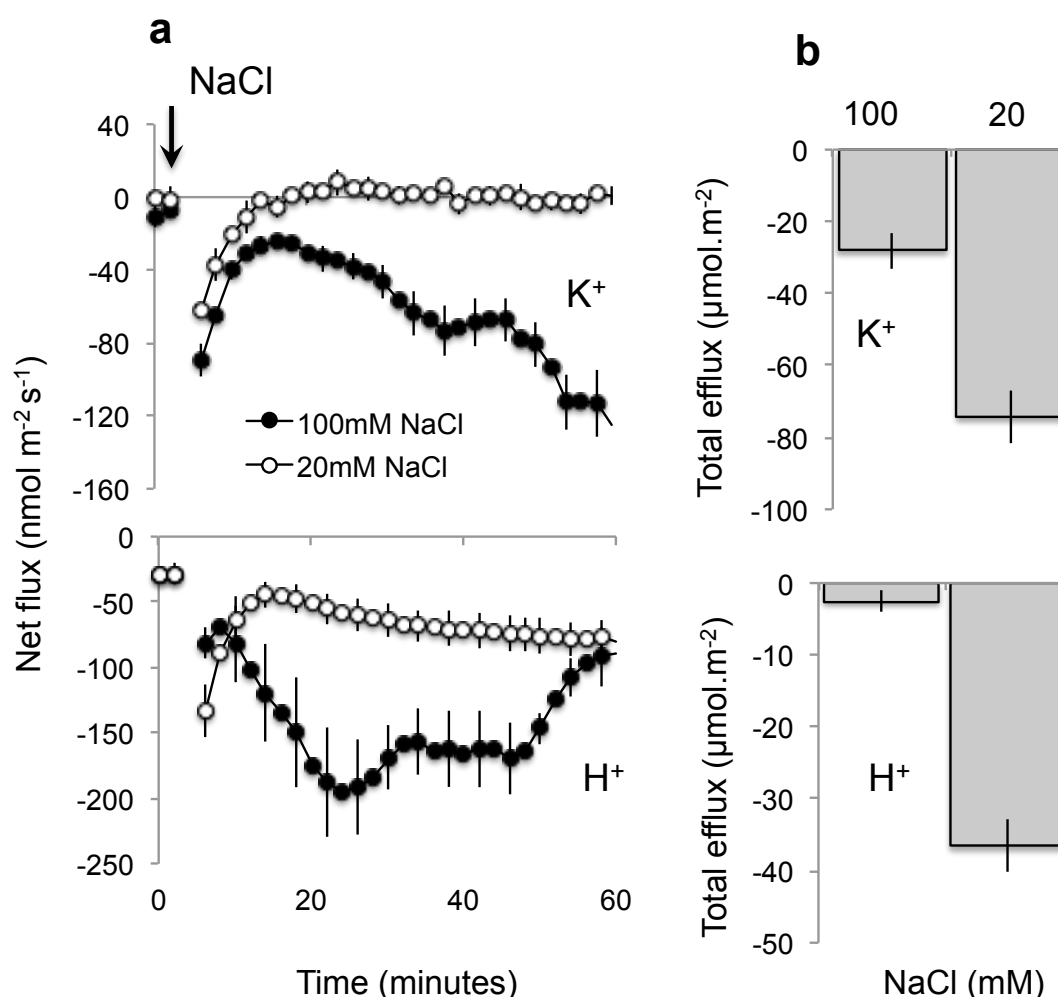 a
NaCl
40
0
-40
-80
-120
-160
K⁺
100mM NaCl
20mM NaCl
Net flux (nmol m⁻² s⁻¹)
0
-50
-100
-150
-200
-250
H⁺
0 20 40 60
Time (minutes)
b
100 20
0
-20
-40
-60
-80
-100
K⁺
Total efflux (µmol.m⁻²)
0
-10
-20
-30
-40
-50
H⁺
Total efflux (µmol.m⁻²)
NaCl (mM)